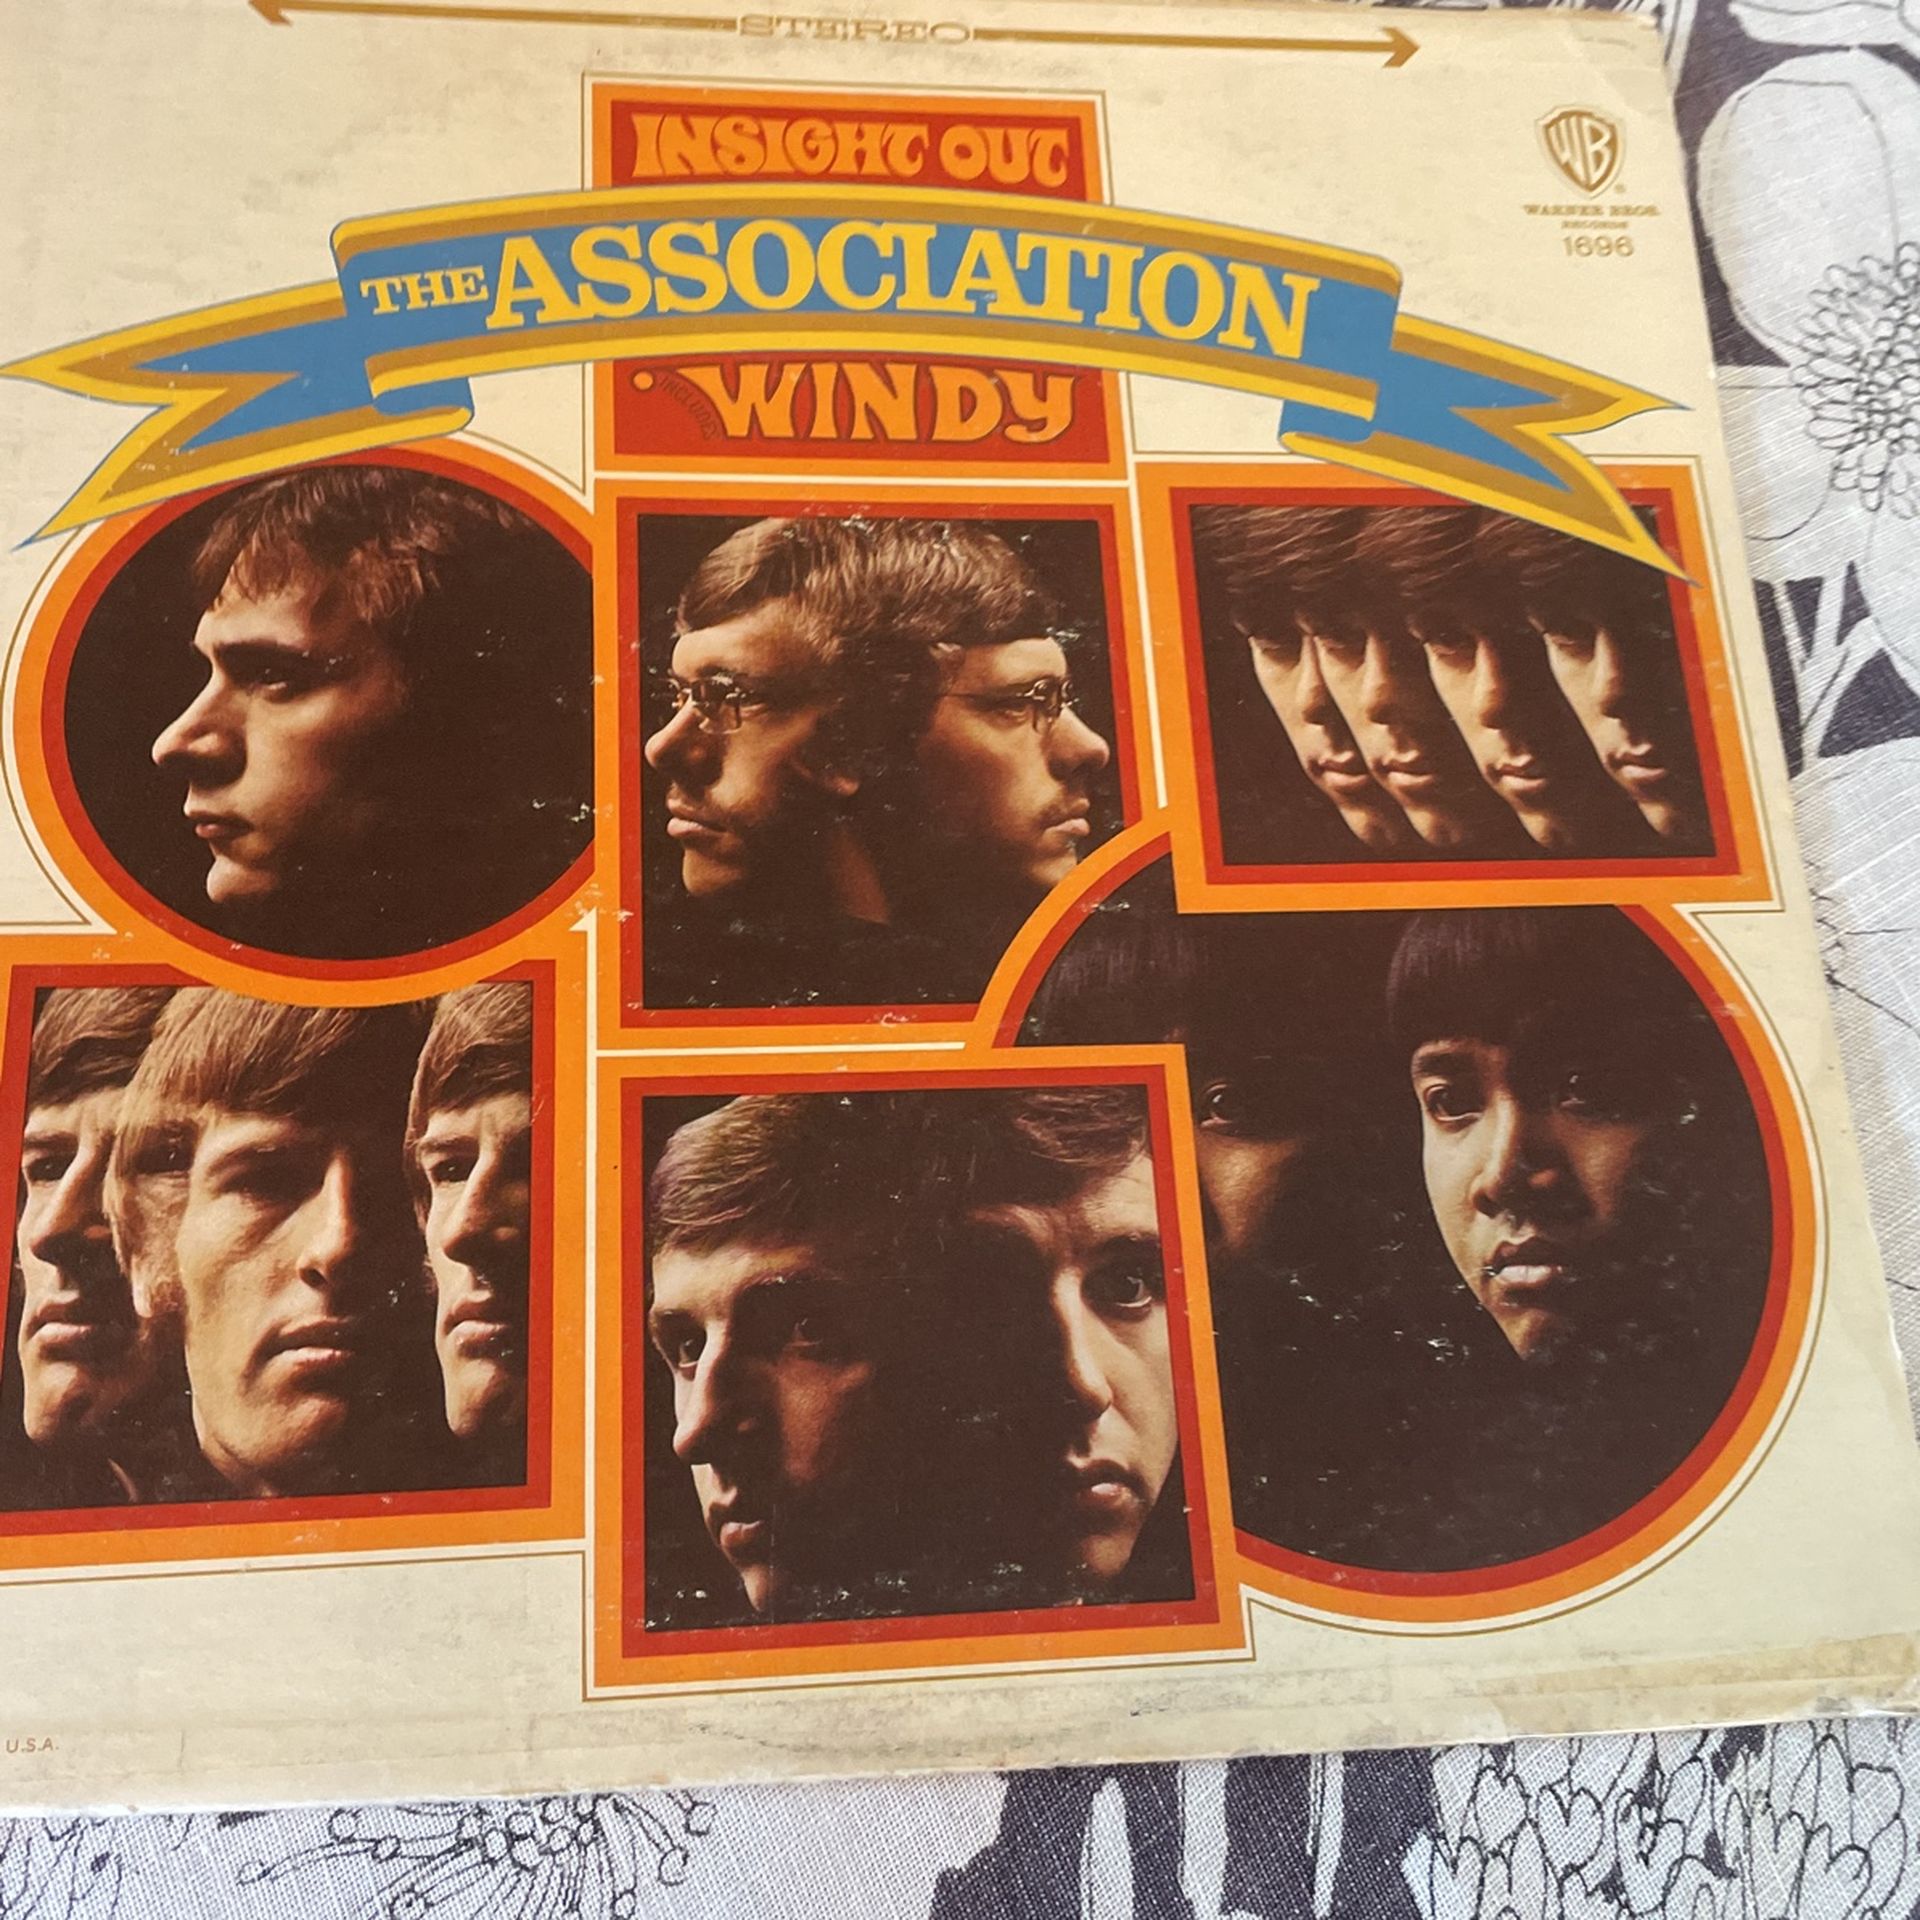 STEREO
INSIGHT OUT
WB
WARNER BROS.
RECORDS
1696
THE ASSOCIATION
INCLUDES
WINDY
U.S.A.